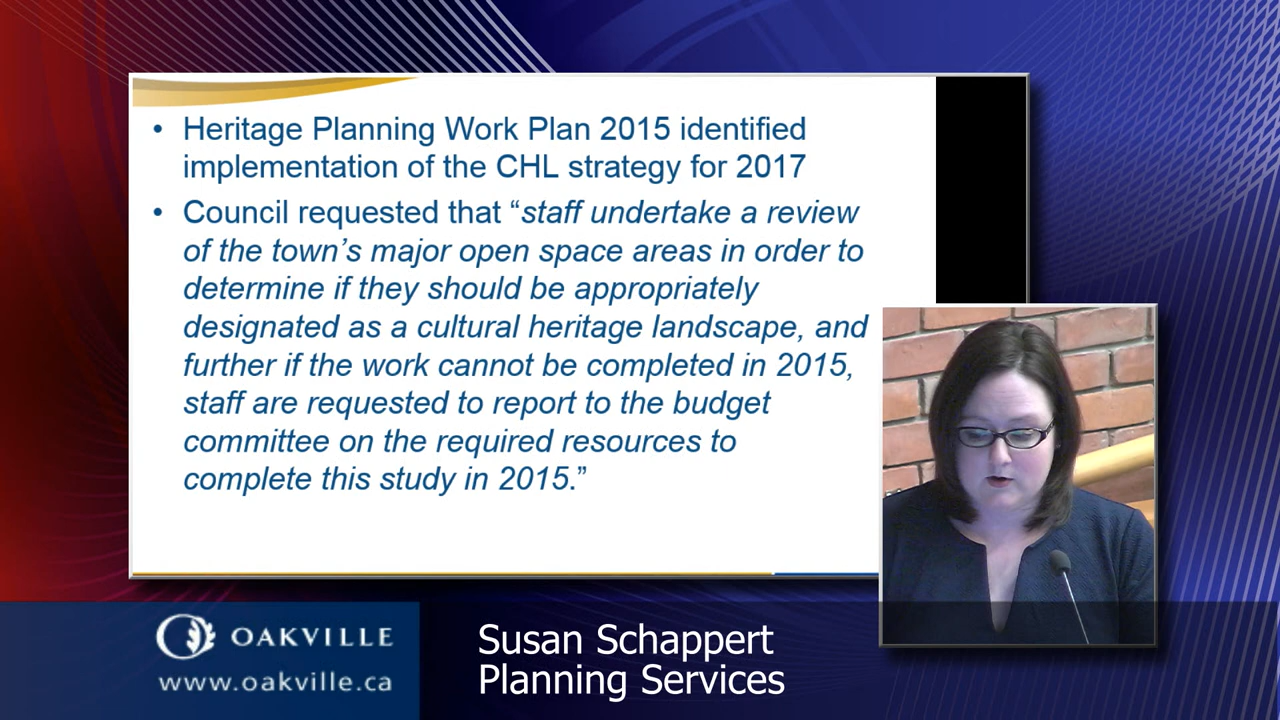 • Heritage Planning Work Plan 2015 identified
implementation of the CHL strategy for 2017
• Council requested that “staff undertake a review
of the town’s major open space areas in order to
determine if they should be appropriately
designated as a cultural heritage landscape, and
further if the work cannot be completed in 2015,
staff are requested to report to the budget
committee on the required resources to
complete this study in 2015.”
OAKVILLE
www.oakville.ca
Susan Schappert
Planning Services